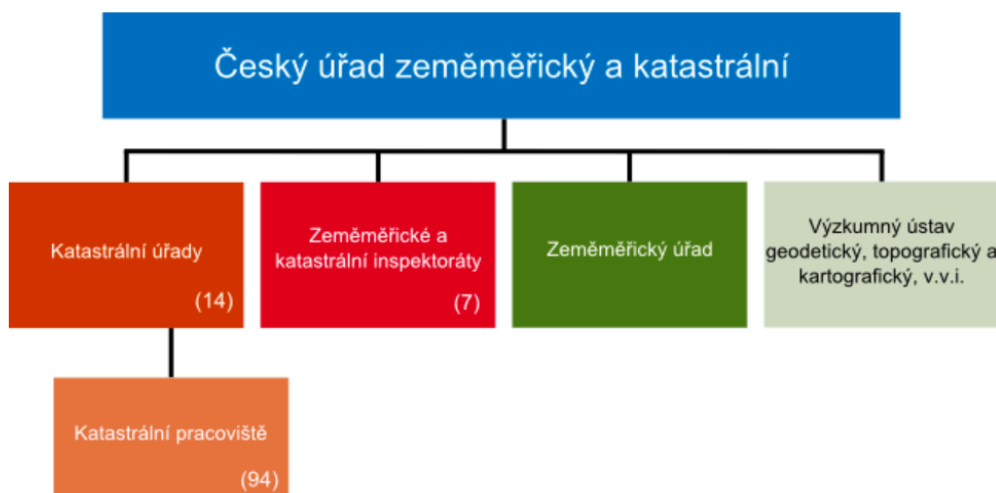 Český úřad zeměměřický a katastrální
Katastrální úřady
(14)
Zeměměřické a
katastrální inspektoráty
(7)
Zeměměřický úřad
Výzkumný ústav
geodetický, topografický a
kartografický, v.v.i.
Katastrální pracoviště
(94)